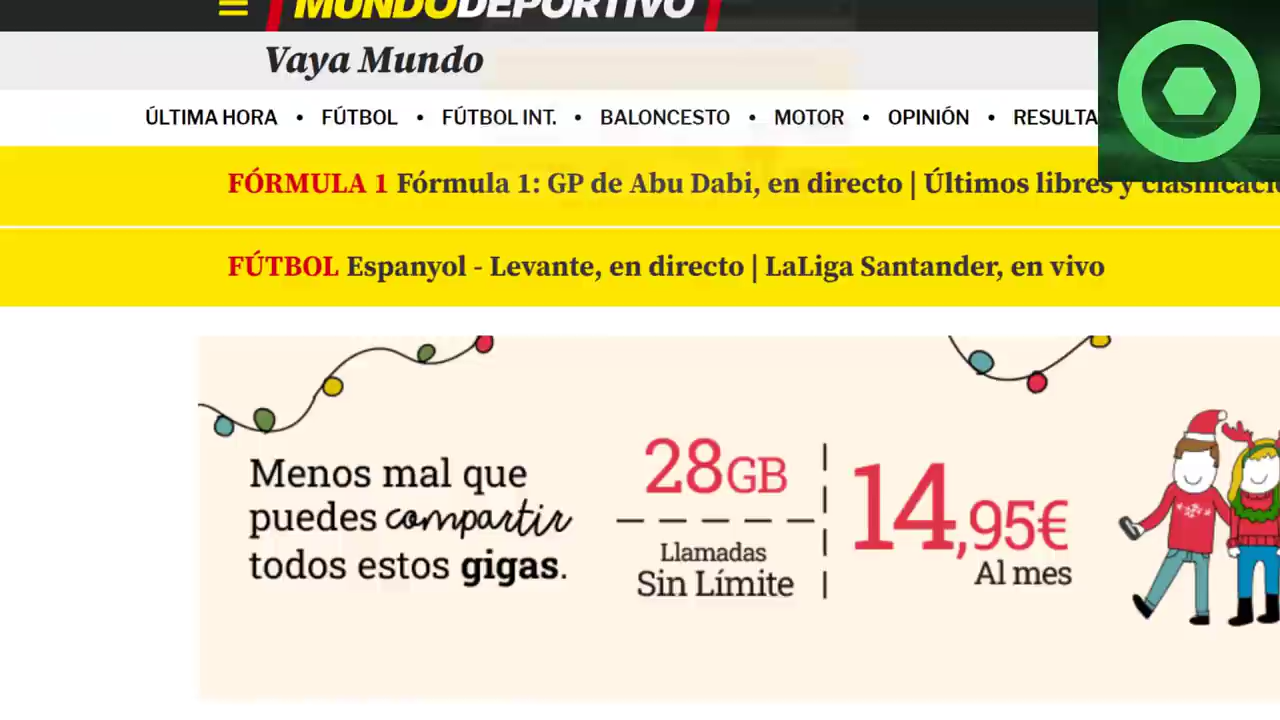 MUNDODEPORTIVO
Vaya Mundo
ÚLTIMA HORA • FÚTBOL • FÚTBOL INT. • BALONCESTO • MOTOR • OPINIÓN • RESULTA
FÓRMULA 1 Fórmula 1: GP de Abu Dabi, en directo | Últimos libres y clasificaci
FÚTBOL Espanyol - Levante, en directo | LaLiga Santander, en vivo
Menos mal que
puedes compartir
todos estos gigas.
28GB
Llamadas
Sin Límite
14,95€
Al mes